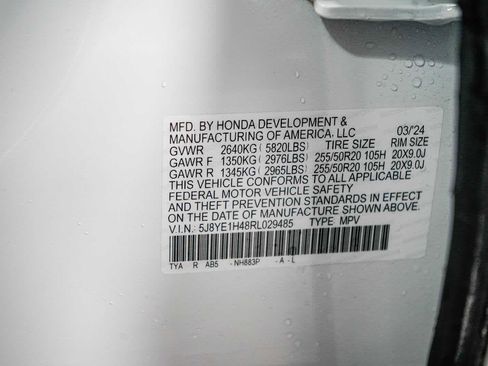 MFD. BY HONDA DEVELOPMENT & 03/'24
MANUFACTURING OF AMERICA, LLC
GVWR 2640KG ( 5820LBS) TIRE SIZE RIM SIZE
GAWR F 1350KG ( 2976LBS) 255/50R20 105H 20X9.0J
GAWR R 1345KG ( 2965LBS) 255/50R20 105H 20X9.0J
THIS VEHICLE CONFORMS TO ALL APPLICABLE
FEDERAL MOTOR VEHICLE SAFETY
AND THEFT PREVENTION STANDARDS IN EFFECT
ON THE DATE OF MANUFACTURE SHOWN ABOVE.
V.I.N.: 5J8YE1H48RL029485 TYPE MPV
TYA R AB5 -NH883P -A -L